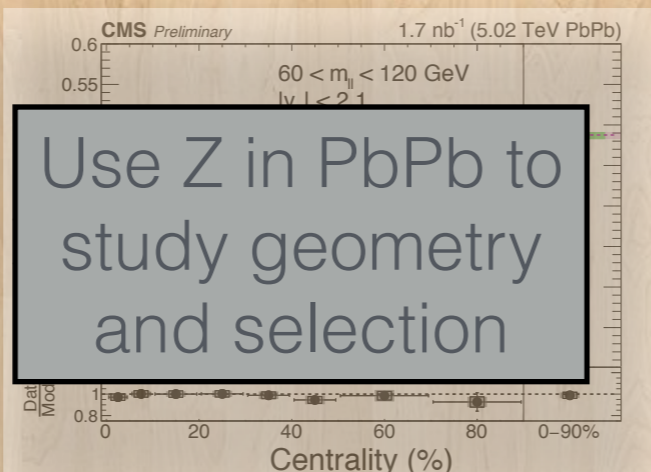 CMS Preliminary 1.7 nb⁻¹ (5.02 TeV PbPb)
0.6
60 < m_ll < 120 GeV
0.55
Use Z in PbPb to
study geometry
and selection
1
0.8
0 20 40 60 80 0–90%
Centrality (%)